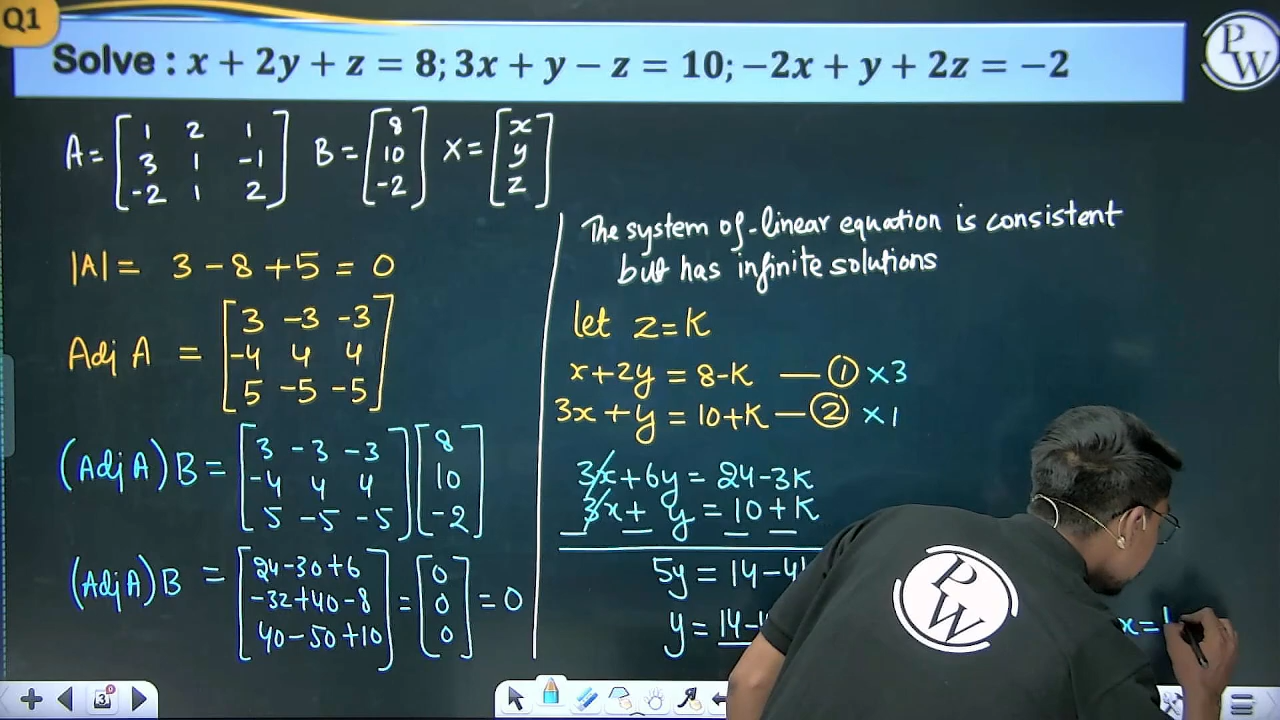 Q1
Solve : x + 2y + z = 8; 3x + y − z = 10; −2x + y + 2z = −2
PW
A = [1 2 1
3 1 -1
-2 1 2] B = [8
10
-2] X = [x
y
z]
|A| = 3 - 8 + 5 = 0
Adj A = [3 -3 -3
-4 4 4
5 -5 -5]
(Adj A) B = [3 -3 -3
-4 4 4
5 -5 -5] [8
10
-2]
(Adj A) B = [24-30+6
-32+40-8
40-50+10] = [0
0
0] = 0
The system of linear equation is consistent
but has infinite solutions
let z = K
x+2y = 8-K — ① ×3
3x+y = 10+K — ② ×1
3x+6y = 24-3K
3x+ y = 10+K
5y = 14-4
y = 14-
x =
PW
3